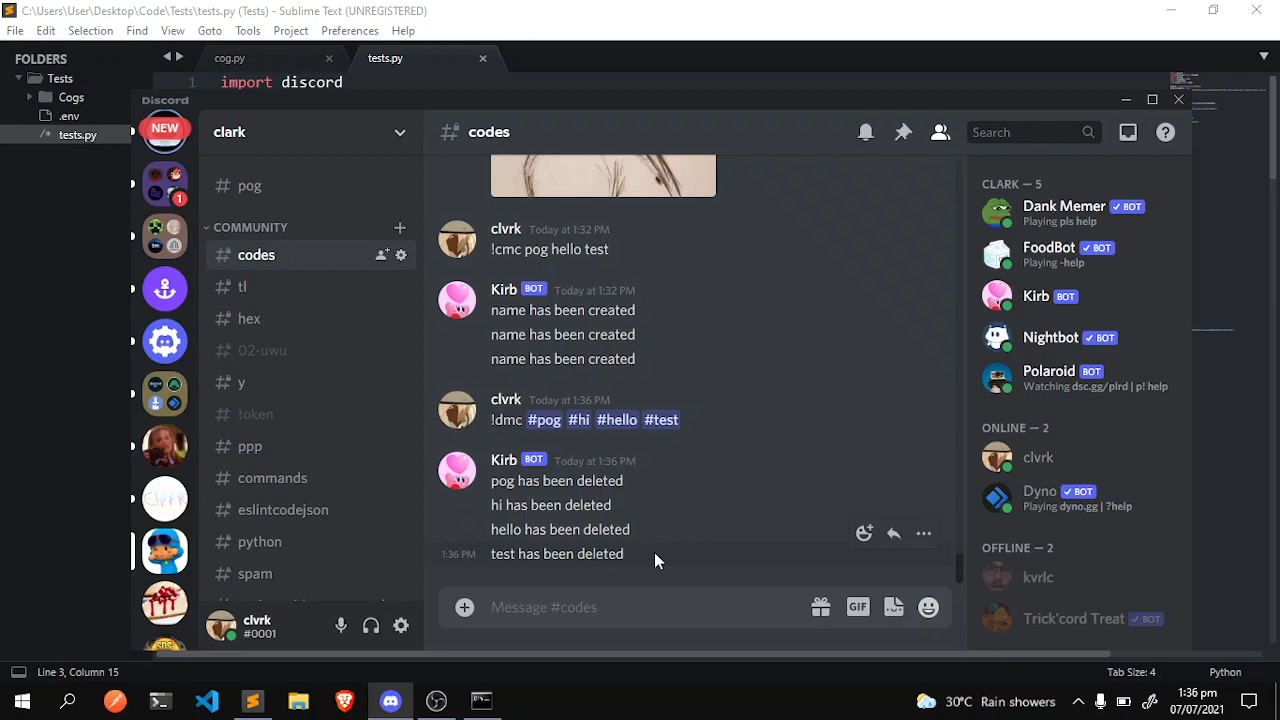 C:\Users\User\Desktop\Code\Tests\tests.py (Tests) - Sublime Text (UNREGISTERED)
File Edit Selection Find View Goto Tools Project Preferences Help
FOLDERS
Tests
Cogs
.env
/* tests.py
cog.py
tests.py
1 import discord
Discord
NEW
1
clark
pog
COMMUNITY
codes
tl
hex
02-uwu
y
token
ppp
commands
eslintcodejson
python
spam
clvrk
#0001
codes
Search
clvrk Today at 1:32 PM
!cmc pog hello test
Kirb BOT Today at 1:32 PM
name has been created
name has been created
name has been created
clvrk Today at 1:36 PM
!dmc #pog #hi #hello #test
Kirb BOT Today at 1:36 PM
pog has been deleted
hi has been deleted
hello has been deleted
1:36 PM test has been deleted
Message #codes
GIF
CLARK — 5
Dank Memer ✓ BOT
Playing pls help
FoodBot ✓ BOT
Playing -help
Kirb BOT
Nightbot ✓ BOT
Polaroid BOT
Watching dsc.gg/plrd | p! help
ONLINE — 2
clvrk
Dyno ✓ BOT
Playing dyno.gg | ?help
OFFLINE — 2
kvrlc
Trick'cord Treat ✓ BOT
Line 3, Column 15
Tab Size: 4
Python
30°C Rain showers
1:36 pm
07/07/2021